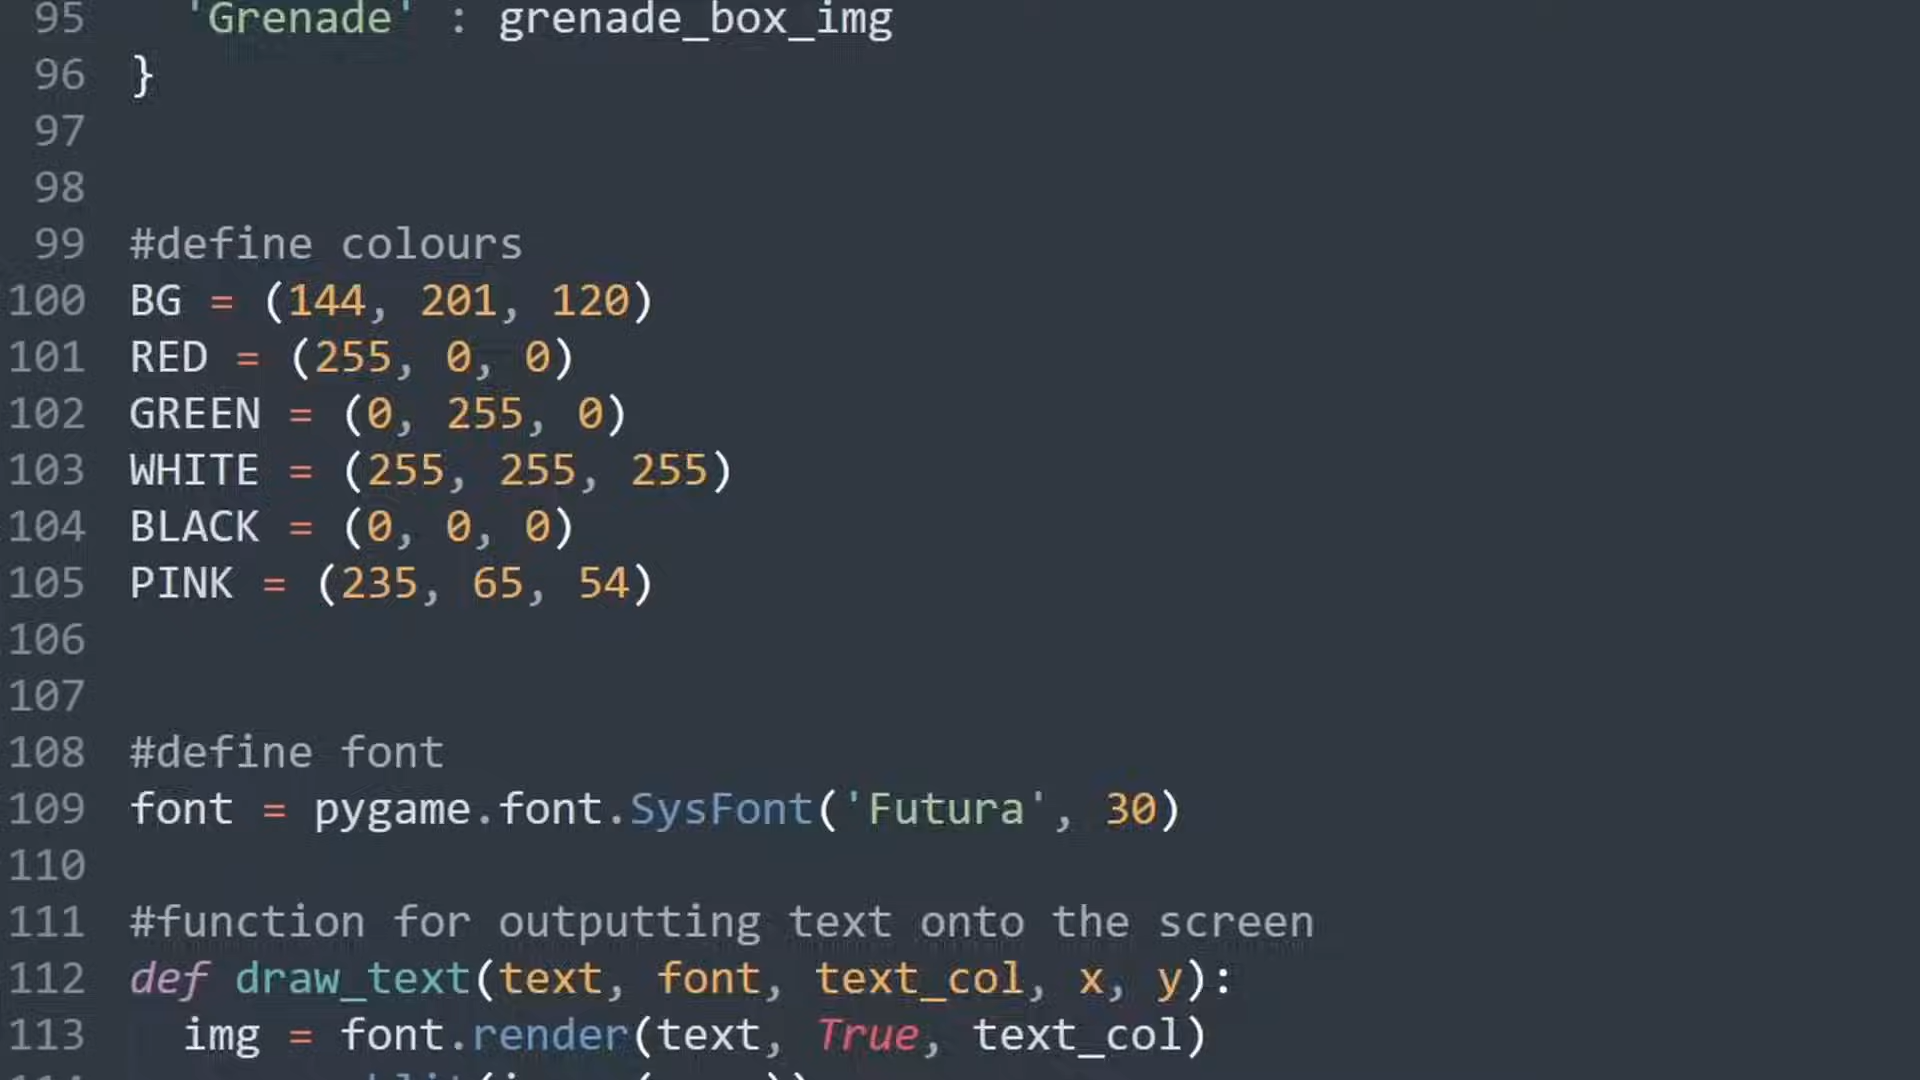 95 'Grenade' : grenade_box_img
96 }
97
98
99 #define colours
100 BG = (144, 201, 120)
101 RED = (255, 0, 0)
102 GREEN = (0, 255, 0)
103 WHITE = (255, 255, 255)
104 BLACK = (0, 0, 0)
105 PINK = (235, 65, 54)
106
107
108 #define font
109 font = pygame.font.SysFont('Futura', 30)
110
111 #function for outputting text onto the screen
112 def draw_text(text, font, text_col, x, y):
113 img = font.render(text, True, text_col)